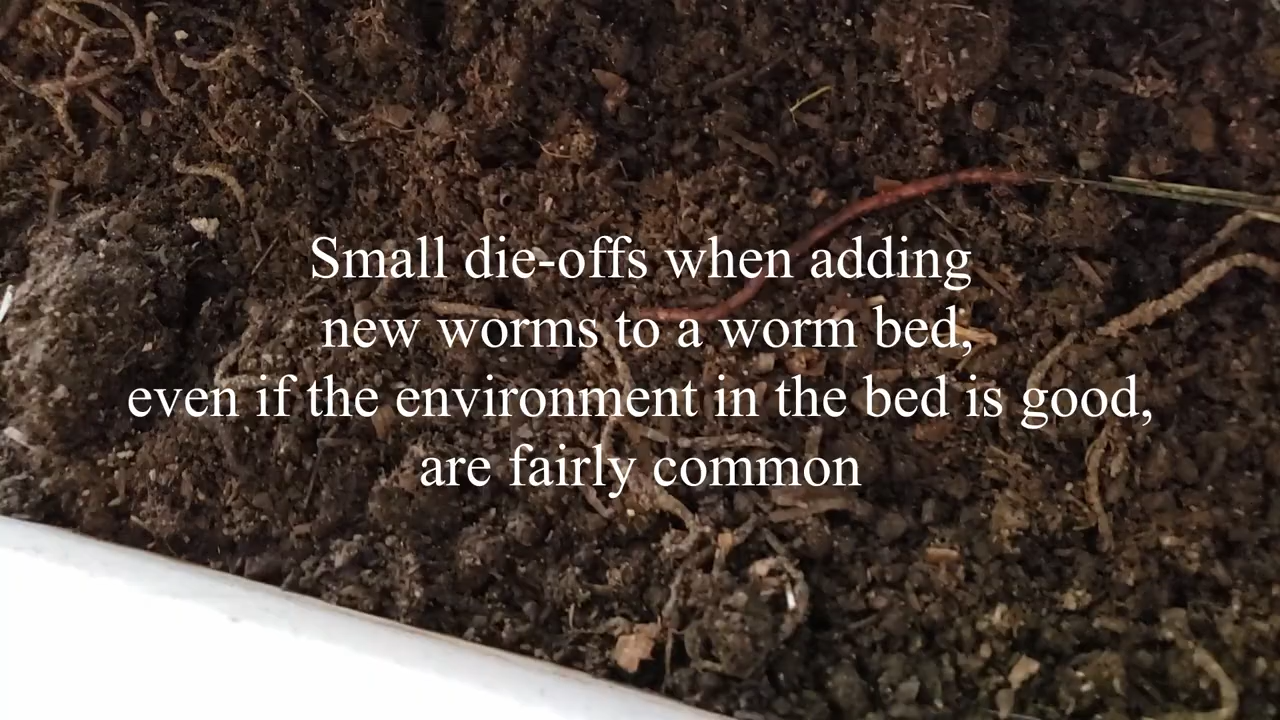 Small die-offs when adding
new worms to a worm bed,
even if the environment in the bed is good,
are fairly common